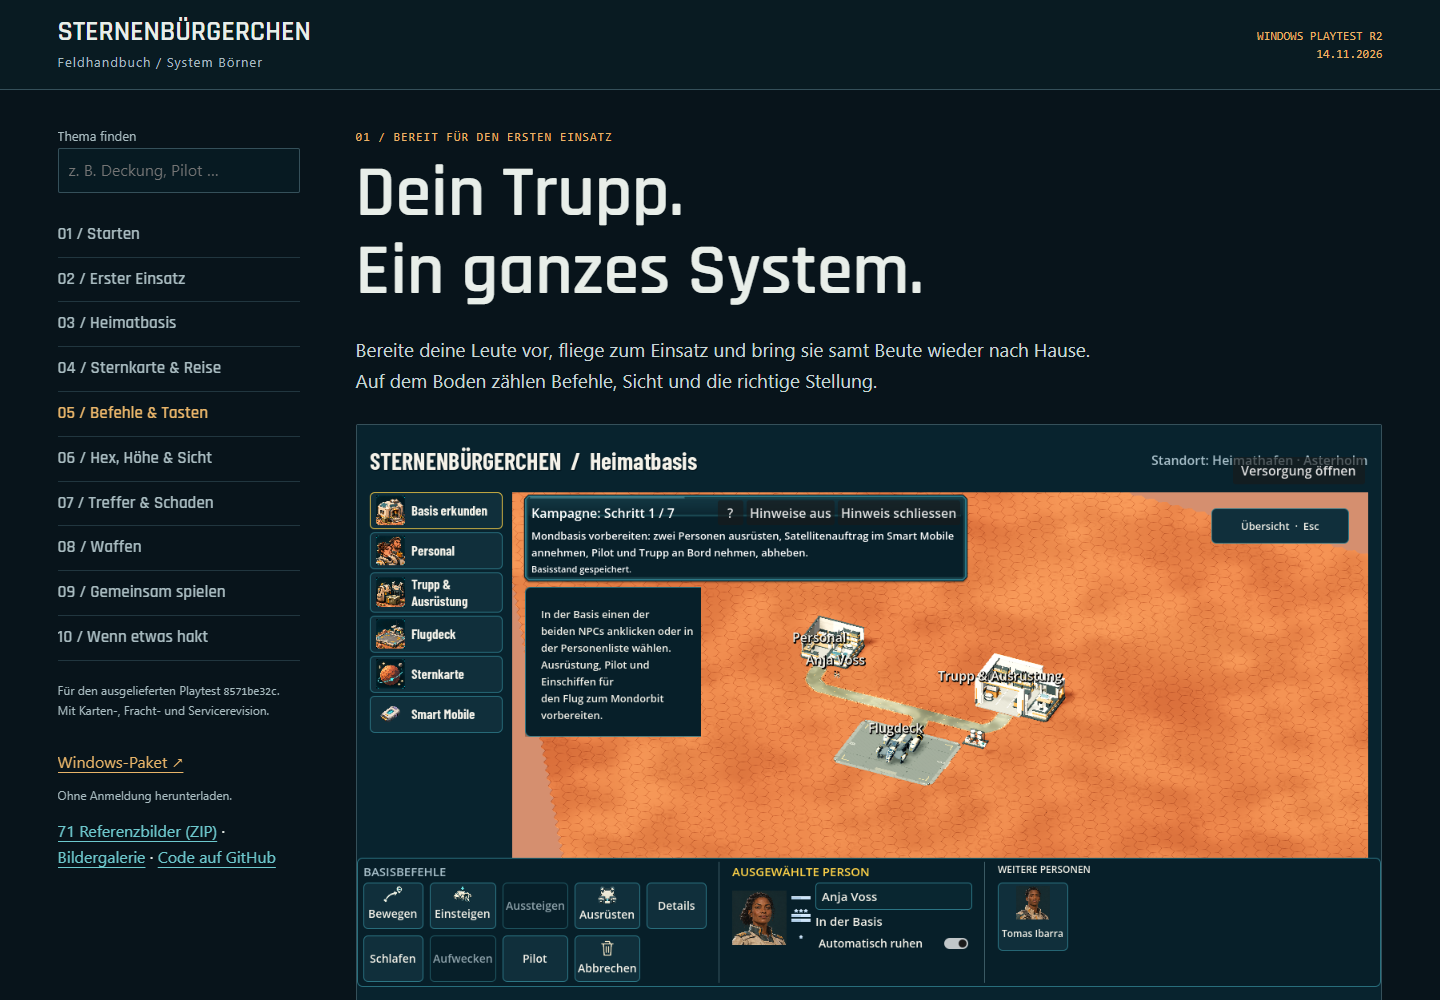 STERNENBÜRGERCHEN
Feldhandbuch / System Börner
WINDOWS PLAYTEST R2
14.11.2026
Thema finden
z. B. Deckung, Pilot ...
01 / Starten
02 / Erster Einsatz
03 / Heimatbasis
04 / Sternkarte & Reise
05 / Befehle & Tasten
06 / Hex, Höhe & Sicht
07 / Treffer & Schaden
08 / Waffen
09 / Gemeinsam spielen
10 / Wenn etwas hakt
Für den ausgelieferten Playtest 8571be32c.
Mit Karten-, Fracht- und Servicerevision.
Windows-Paket ↗
Ohne Anmeldung herunterladen.
71 Referenzbilder (ZIP) ·
Bildergalerie · Code auf GitHub
01 / BEREIT FÜR DEN ERSTEN EINSATZ
Dein Trupp.
Ein ganzes System.
Bereite deine Leute vor, fliege zum Einsatz und bring sie samt Beute wieder nach Hause.
Auf dem Boden zählen Befehle, Sicht und die richtige Stellung.
STERNENBÜRGERCHEN / Heimatbasis
Standort: Heimathafen · Asterholm
Versorgung öffnen
Basis erkunden
Personal
Trupp &
Ausrüstung
Flugdeck
Sternkarte
Smart Mobile
Kampagne: Schritt 1 / 7
? Hinweise aus Hinweis schliessen
Mondbasis vorbereiten: zwei Personen ausrüsten, Satellitenauftrag im Smart Mobile
annehmen, Pilot und Trupp an Bord nehmen, abheben.
Basisstand gespeichert.
Übersicht · Esc
In der Basis einen der
beiden NPCs anklicken oder in
der Personenliste wählen.
Ausrüstung, Pilot und
Einschiffen für
den Flug zum Mondorbit
vorbereiten.
Personal
Anja Voss
Trupp & Ausrüstung
Flugdeck
BASISBEFEHLE
Bewegen
Einsteigen
Aussteigen
Ausrüsten
Details
Schlafen
Aufwecken
Pilot
Abbrechen
AUSGEWÄHLTE PERSON
Anja Voss
In der Basis
Automatisch ruhen
WEITERE PERSONEN
Tomas Ibarra